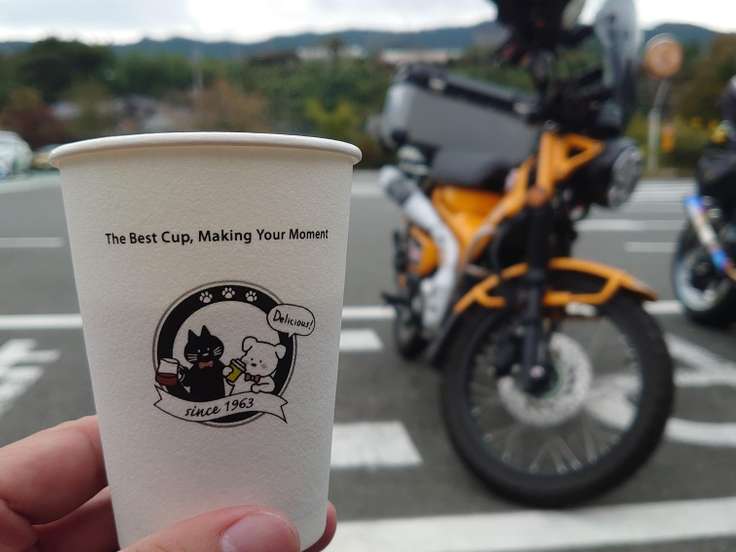 The Best Cup, Making Your Moment
Delicious!
since 1963